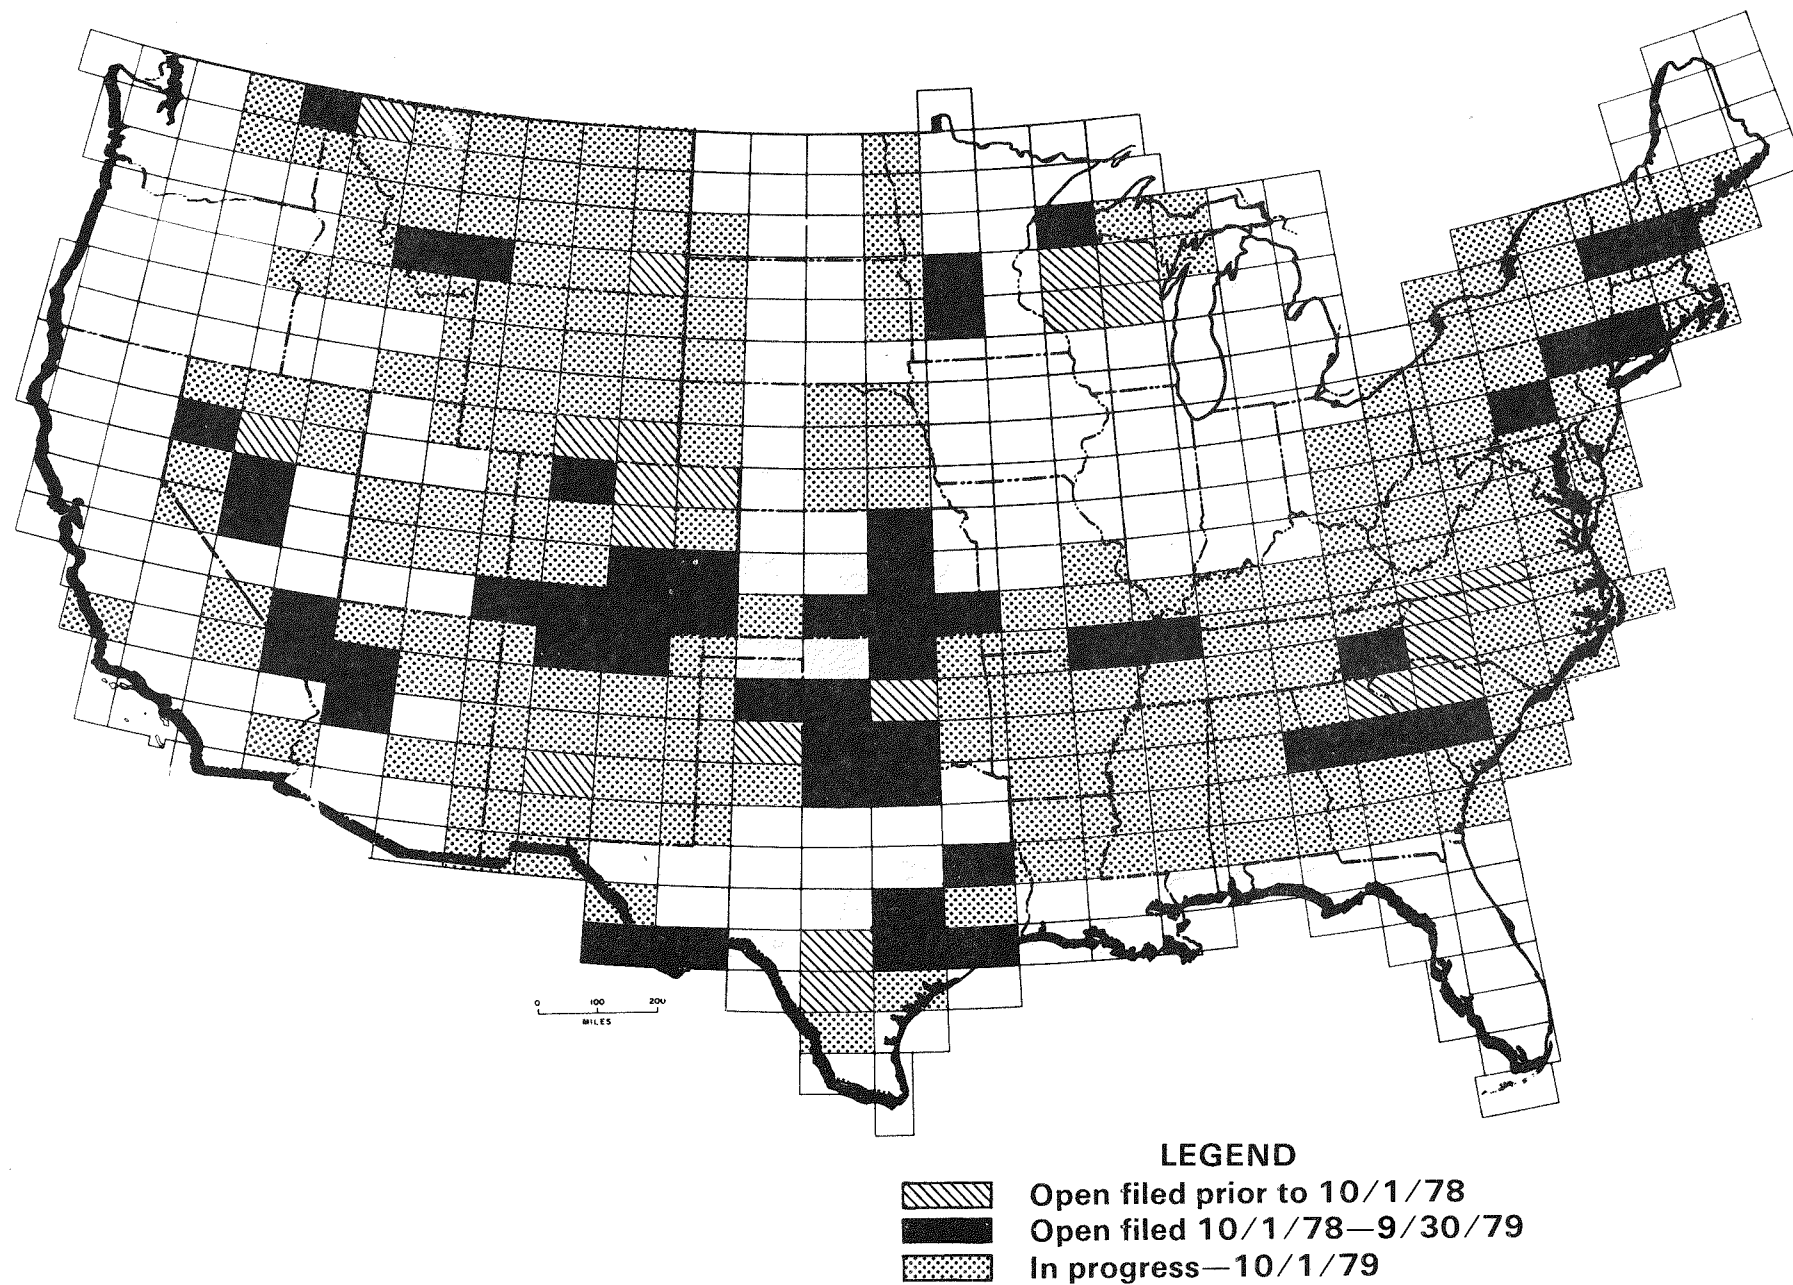 0 100 200
MILES
LEGEND
Open filed prior to 10/1/78
Open filed 10/1/78—9/30/79
In progress—10/1/79